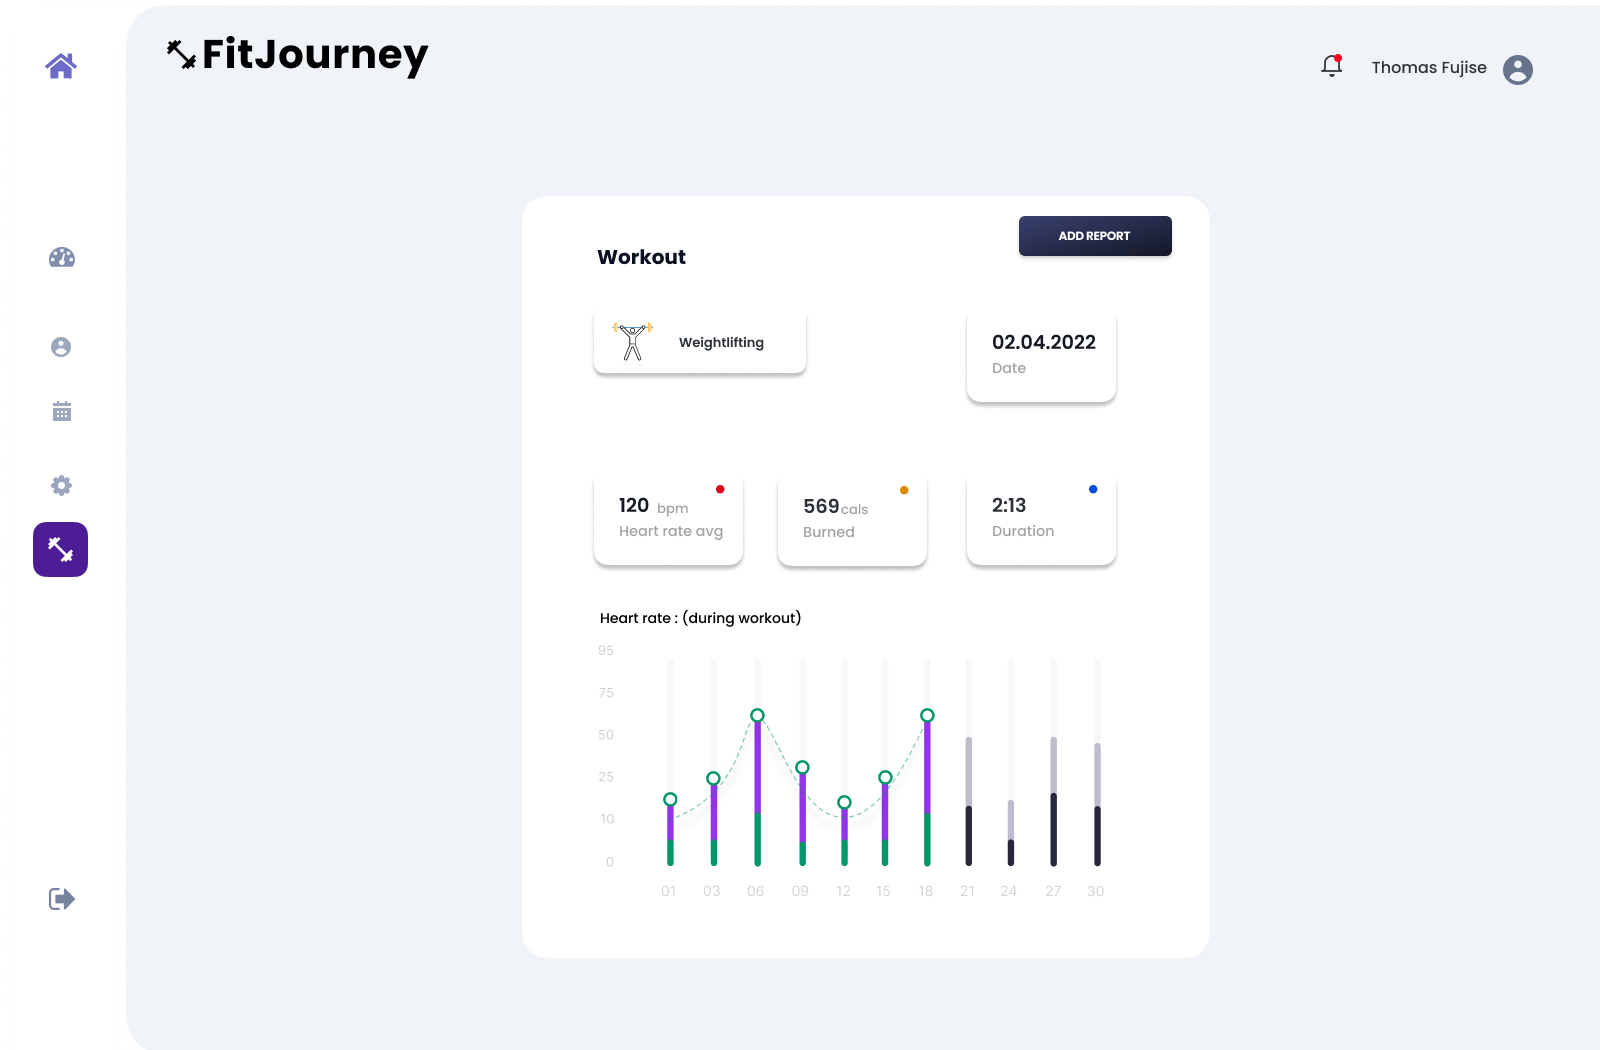 FitJourney
Thomas Fujise
ADD REPORT
Workout
Weightlifting
02.04.2022
Date
120 bpm
Heart rate avg
569 cals
Burned
2:13
Duration
Heart rate : (during workout)
95
75
50
25
10
0
01 03 06 09 12 15 18 21 24 27 30